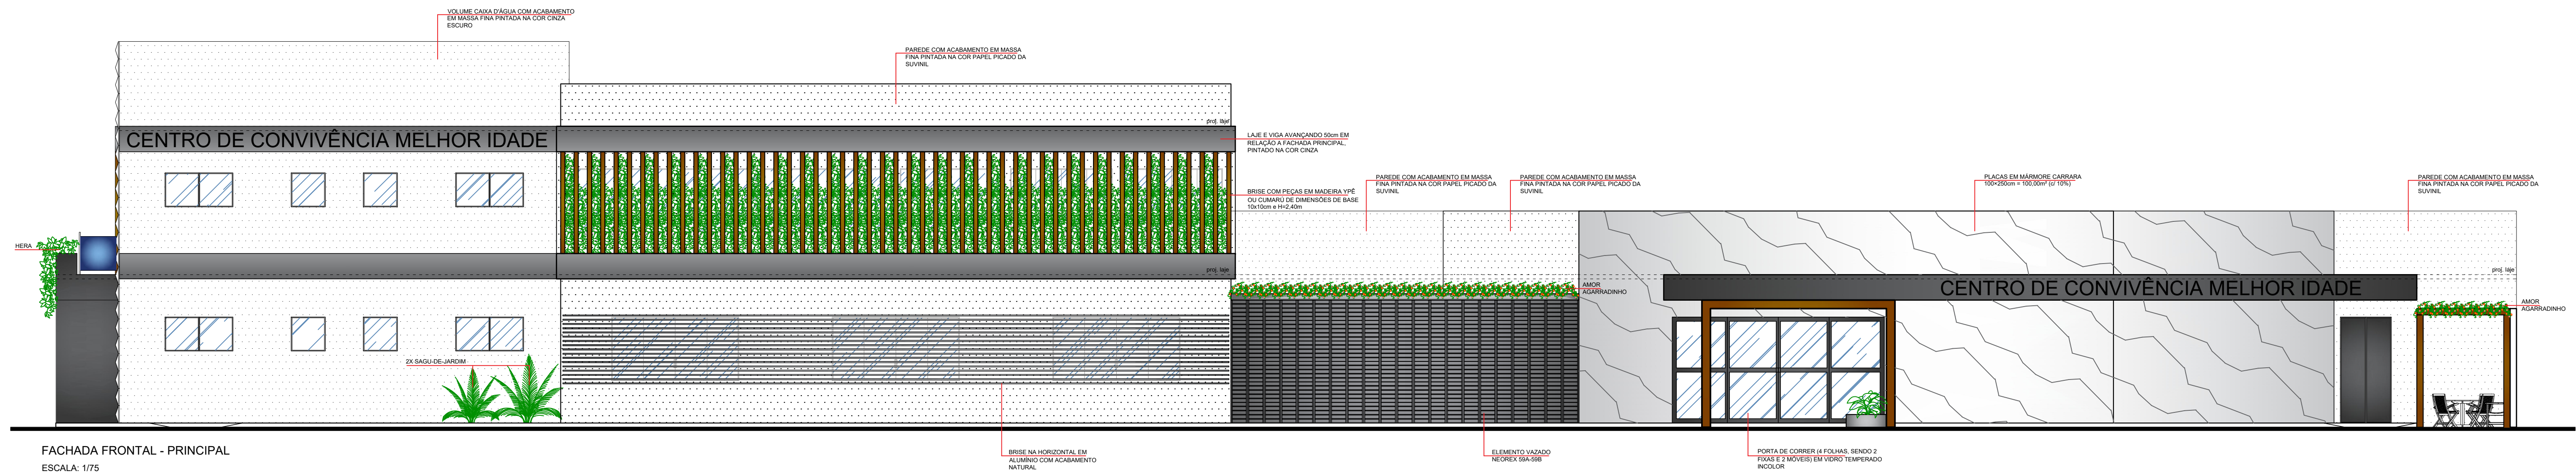 VOLUME CAIXA D'ÁGUA COM ACABAMENTO
EM MASSA FINA PINTADA NA COR CINZA
ESCURO
PAREDE COM ACABAMENTO EM MASSA
FINA PINTADA NA COR PAPEL PICADO DA
SUVINIL
proj. laje
CENTRO DE CONVIVÊNCIA MELHOR IDADE
LAJE E VIGA AVANÇANDO 50cm EM
RELAÇÃO A FACHADA PRINCIPAL,
PINTADO NA COR CINZA
BRISE COM PEÇAS EM MADEIRA YPÊ
OU CUMARÚ DE DIMENSÕES DE BASE
10x10cm e H=2,40m
PAREDE COM ACABAMENTO EM MASSA
FINA PINTADA NA COR PAPEL PICADO DA
SUVINIL
PAREDE COM ACABAMENTO EM MASSA
FINA PINTADA NA COR PAPEL PICADO DA
SUVINIL
PLACAS EM MÁRMORE CARRARA
100×250cm = 100,00m² (c/ 10%)
PAREDE COM ACABAMENTO EM MASSA
FINA PINTADA NA COR PAPEL PICADO DA
SUVINIL
HERA
proj. laje
proj. laje
AMOR
AGARRADINHO
CENTRO DE CONVIVÊNCIA MELHOR IDADE
AMOR
AGARRADINHO
2X SAGU-DE-JARDIM
BRISE NA HORIZONTAL EM
ALUMÍNIO COM ACABAMENTO
NATURAL
ELEMENTO VAZADO
NEOREX 59A-59B
PORTA DE CORRER (4 FOLHAS, SENDO 2
FIXAS E 2 MÓVEIS) EM VIDRO TEMPERADO
INCOLOR
FACHADA FRONTAL - PRINCIPAL
ESCALA: 1/75